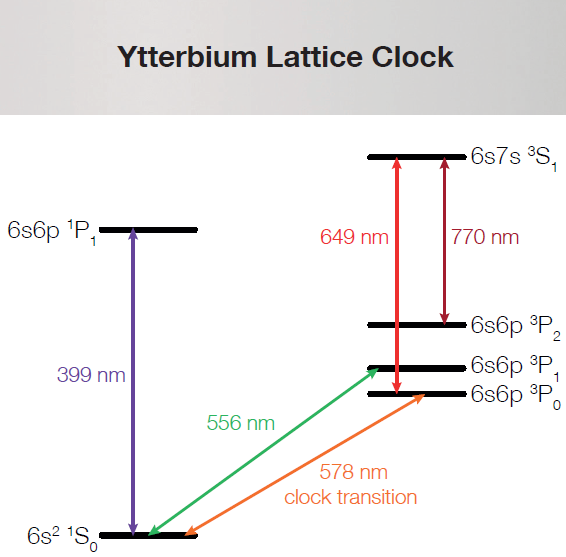 Ytterbium Lattice Clock
6s7s ³S₁
6s6p ¹P₁
649 nm
770 nm
6s6p ³P₂
6s6p ³P₁
399 nm
6s6p ³P₀
556 nm
578 nm
clock transition
6s² ¹S₀